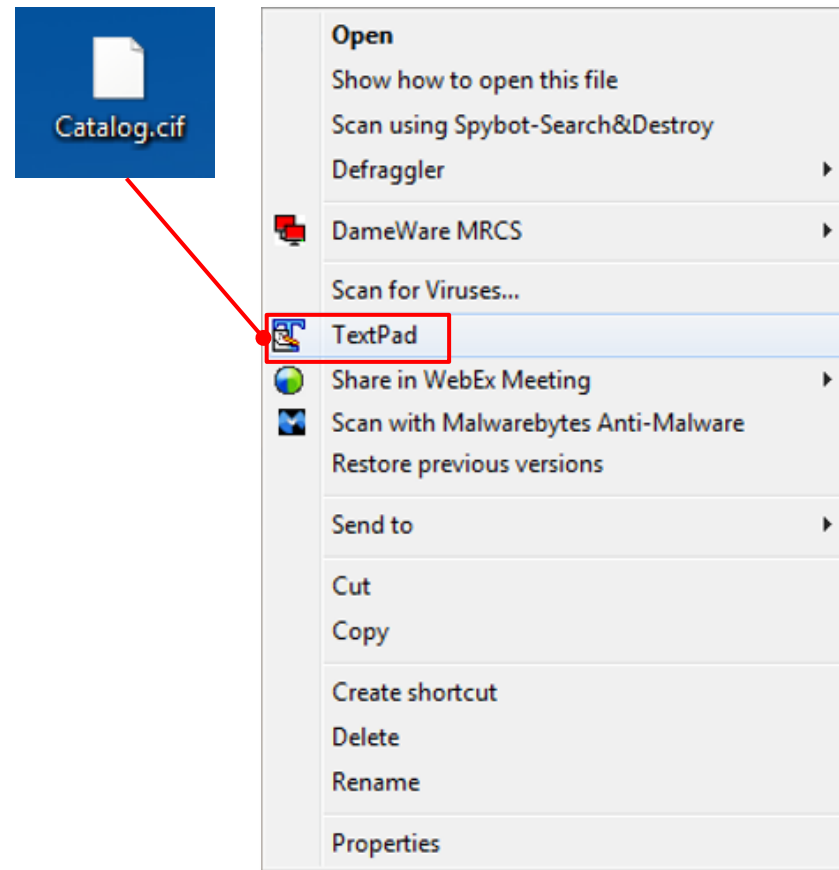 Catalog.cif
Open
Show how to open this file
Scan using Spybot-Search&Destroy
Defraggler
DameWare MRCS
Scan for Viruses...
TextPad
Share in WebEx Meeting
Scan with Malwarebytes Anti-Malware
Restore previous versions
Send to
Cut
Copy
Create shortcut
Delete
Rename
Properties